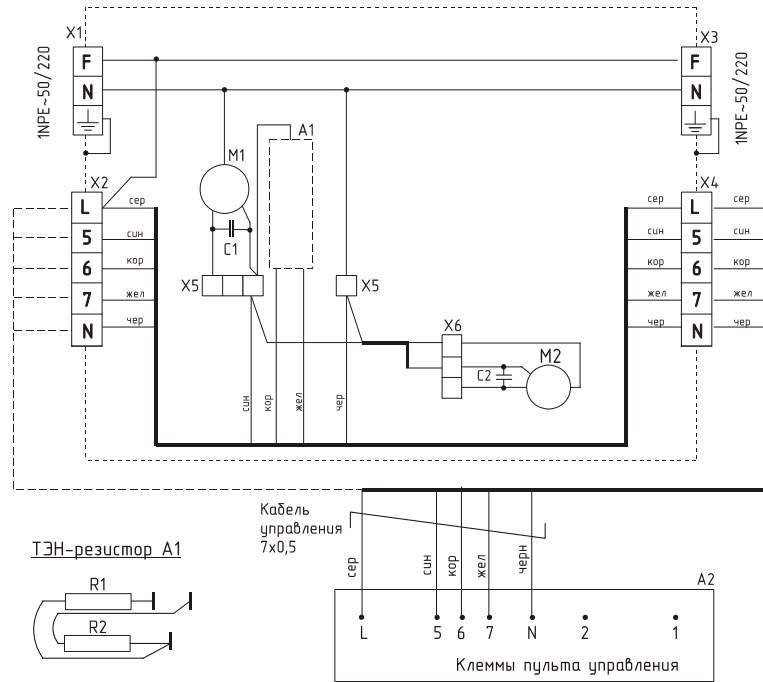 X1
F
N
1NPE~50/220
X3
F
N
1NPE~50/220
A1
M1
C1
X2
L
5
6
7
N
сер
син
кор
жел
чер
X5
X5
X4
L
5
6
7
N
сер
син
кор
жел
чер
сер
син
кор
жел
чер
X6
M2
C2
син
кор
жел
чер
Кабель
управления
7x0,5
сер
син
кор
жел
черн
ТЭН-резистор А1
R1
R2
A2
L 5 6 7 N 2 1
Клеммы пульта управления